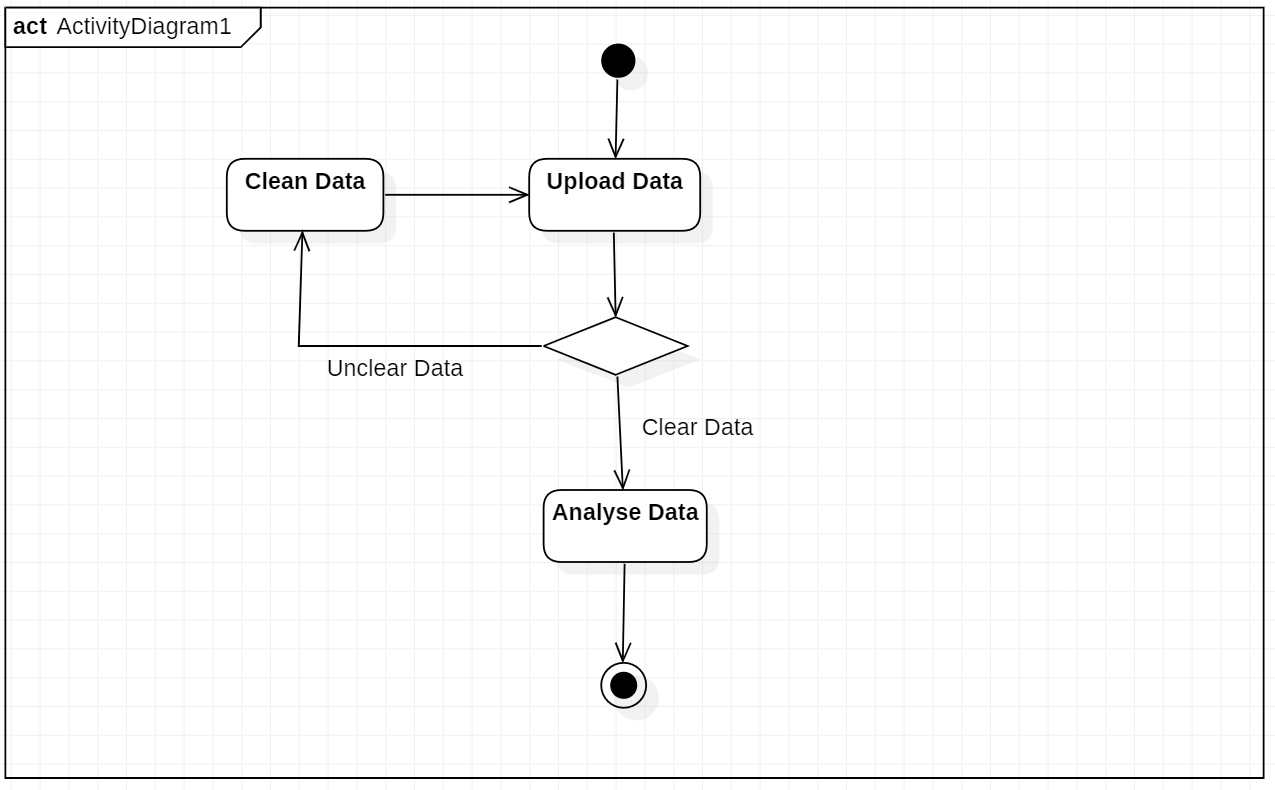 act ActivityDiagram1
Clean Data
Upload Data
Unclear Data
Clear Data
Analyse Data